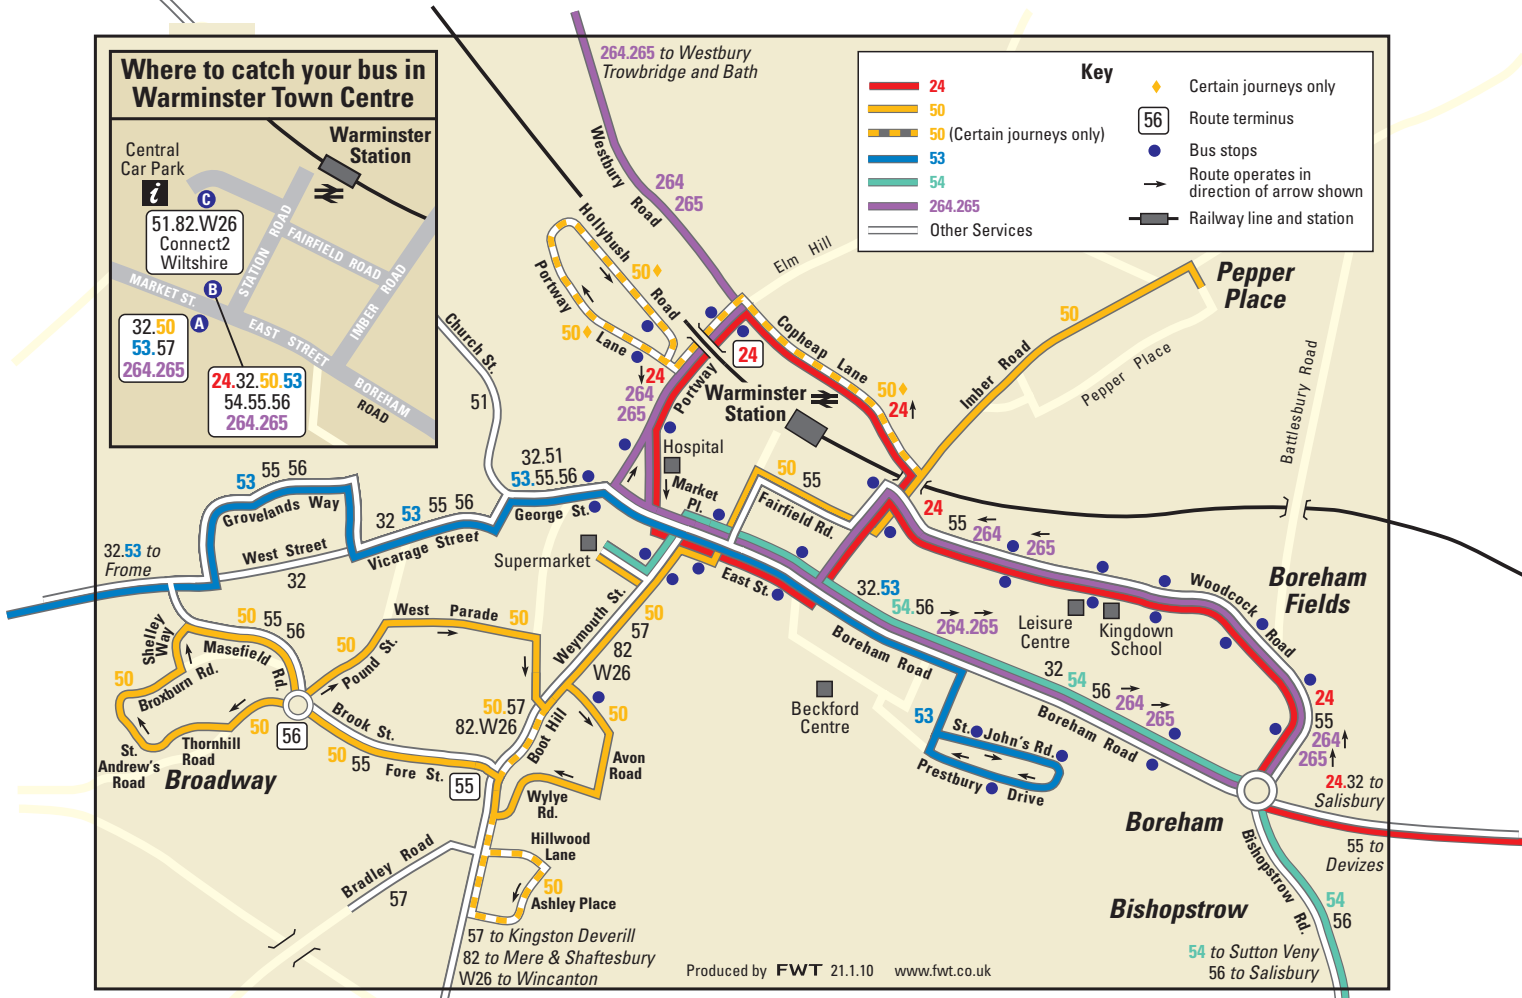 Where to catch your bus in
Warminster Town Centre
Warminster
Station
Central
Car Park
i
C
51.82.W26
Connect2
Wiltshire
STATION ROAD
FAIRFIELD ROAD
IMBER ROAD
MARKET ST.
B
A
EAST STREET
BOREHAM
ROAD
32.50
53.57
264.265
24.32.50.53
54.55.56
264.265
264.265 to Westbury
Trowbridge and Bath
Key
24
50
50 (Certain journeys only)
53
54
264.265
Other Services
Certain journeys only
56
Route terminus
Bus stops
Route operates in
direction of arrow shown
Railway line and station
Westbury Road
264
265
Hollybush Road
Portway
Lane
50
50
Elm Hill
Pepper
Place
50
Imber Road
Pepper Place
Battlesbury Road
Copheap Lane
24
50
24
24
264
265
Portway
Warminster
Station
Church St.
51
Hospital
Market
Pl.
32.51
53.55.56
George St.
50
55
Fairfield Rd.
24
55
264
265
53
55 56
Grovelands Way
32
53
55 56
Vicarage Street
West Street
32
32.53 to
Frome
Supermarket
East St.
Weymouth St.
50
57
82
W26
32.53
54.56
264.265
Boreham Road
Leisure
Centre
Kingdown
School
Woodcock Road
Boreham
Fields
Shelley
Way
50
55
56
Masefield Rd.
50
Broxburn Rd.
50
St.
Andrew's
Road
Thornhill
Road
Broadway
50
Pound St.
West Parade
50
56
Brook St.
50
55
Fore St.
55
50.57
82.W26
Boot Hill
50
Avon
Road
Wylye
Rd.
Beckford
Centre
53
St. John's Rd.
Prestbury Drive
32
54
56
264
265
Boreham Road
24
55
264
265
24.32 to
Salisbury
Boreham
55 to
Devizes
Bradley Road
57
Hillwood
Lane
50
Ashley Place
57 to Kingston Deverill
82 to Mere & Shaftesbury
W26 to Wincanton
Bishopstrow
Bishopstrow Rd.
54
56
54 to Sutton Veny
56 to Salisbury
Produced by FWT 21.1.10 www.fwt.co.uk